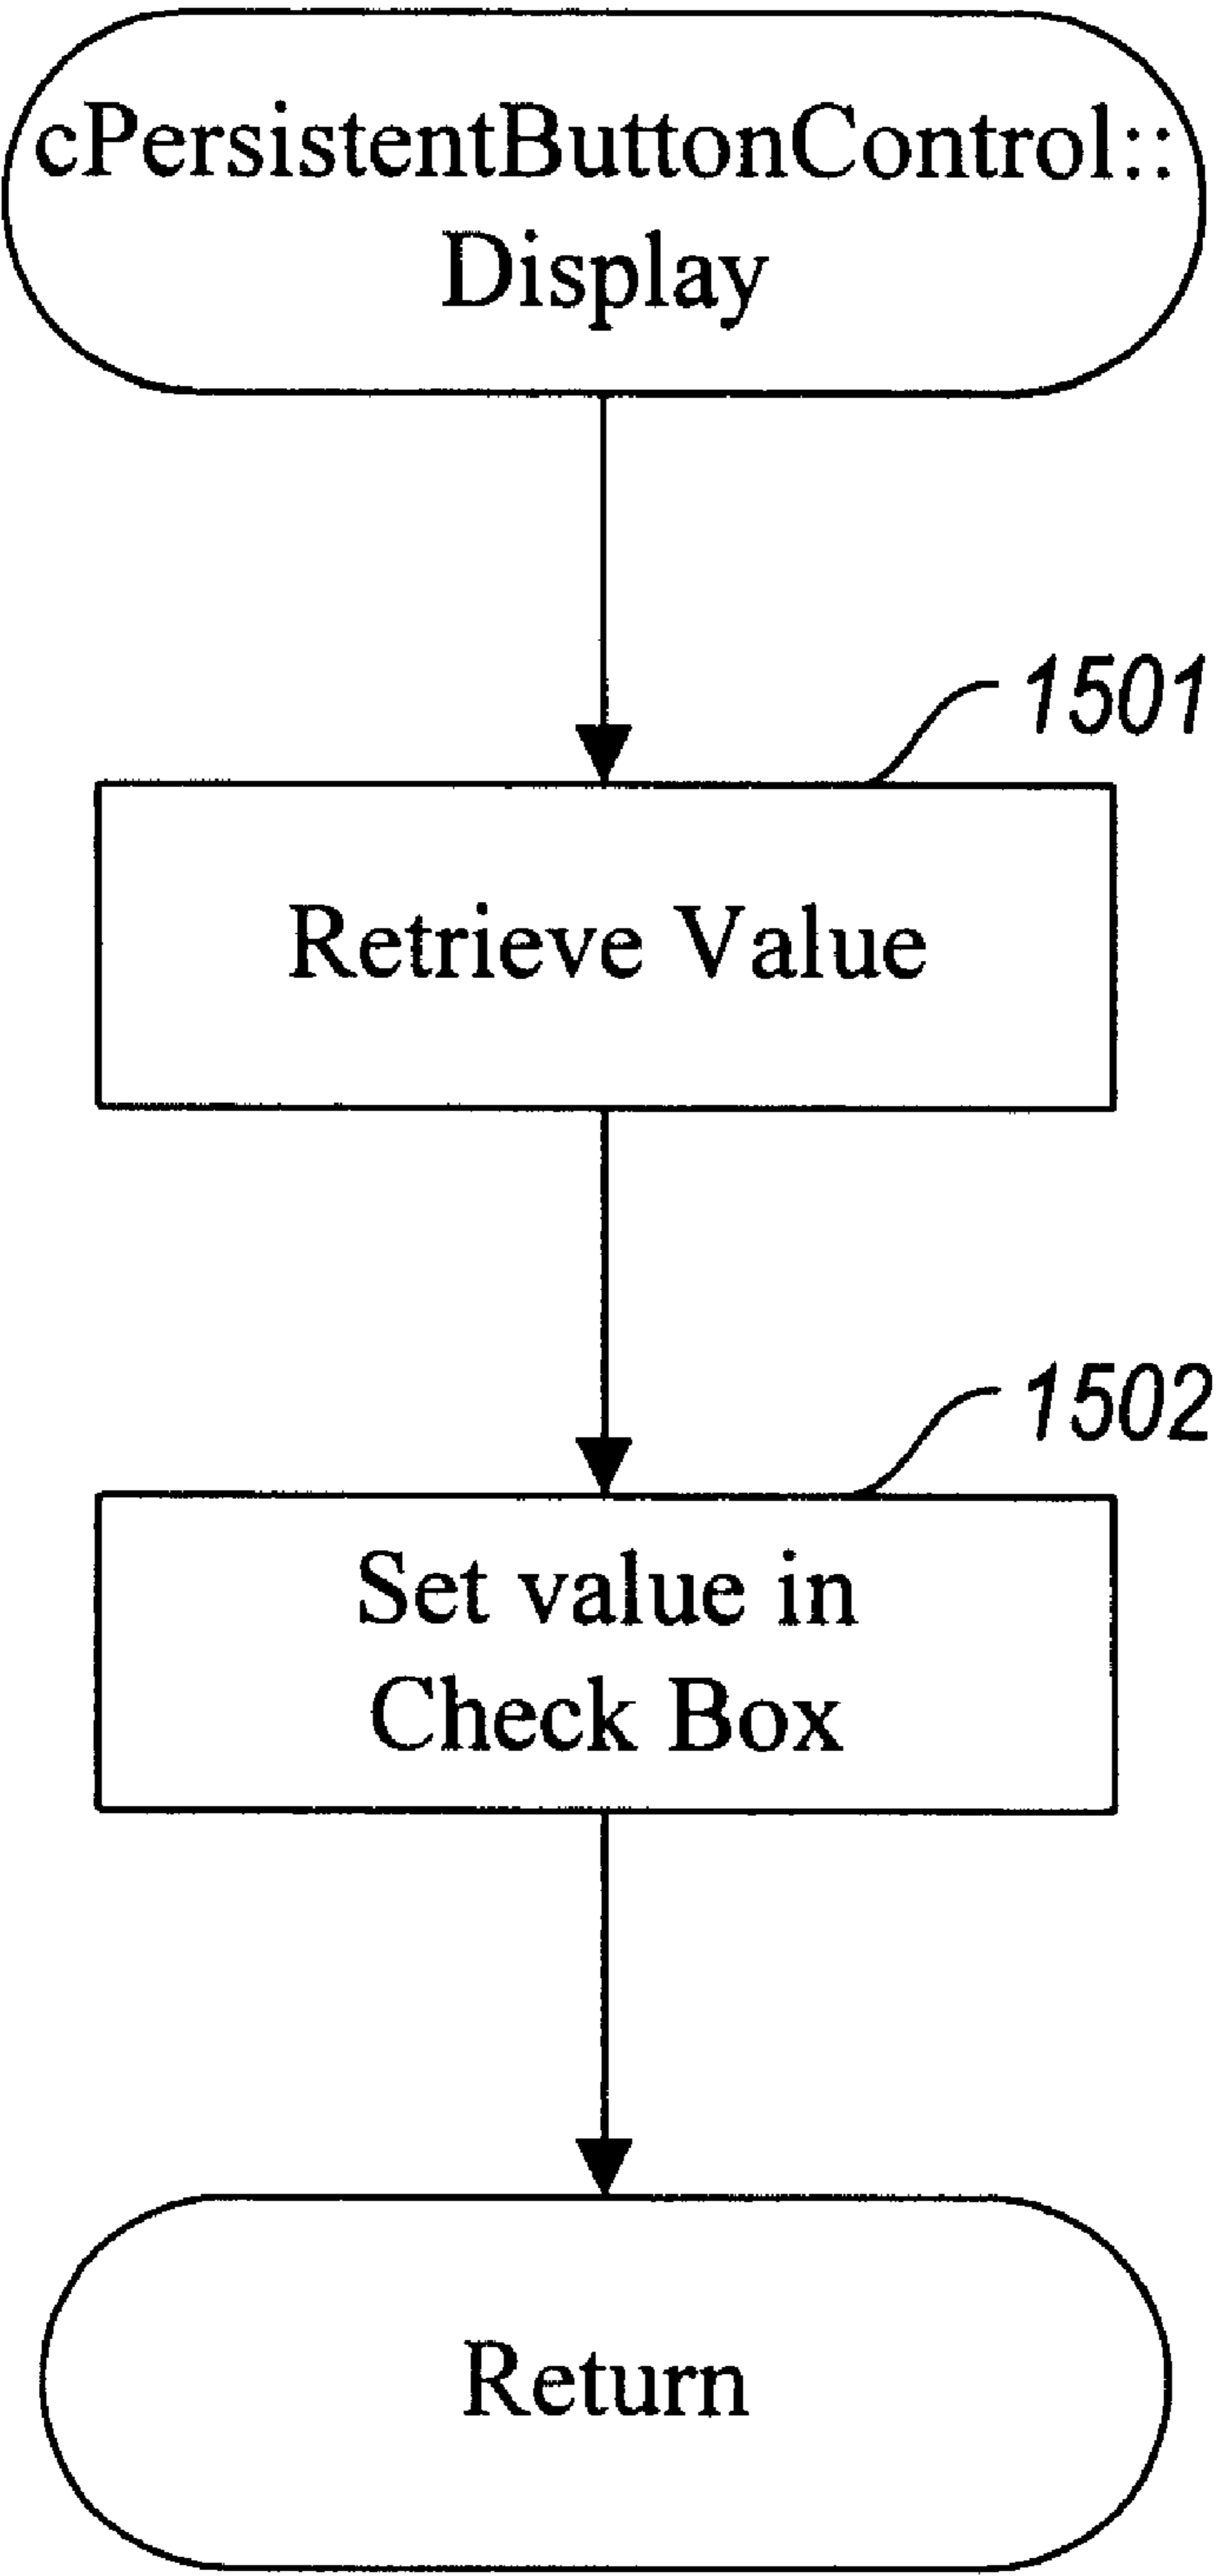 cPersistentButtonControl::
Display
1501
Retrieve Value
1502
Set value in
Check Box
Return